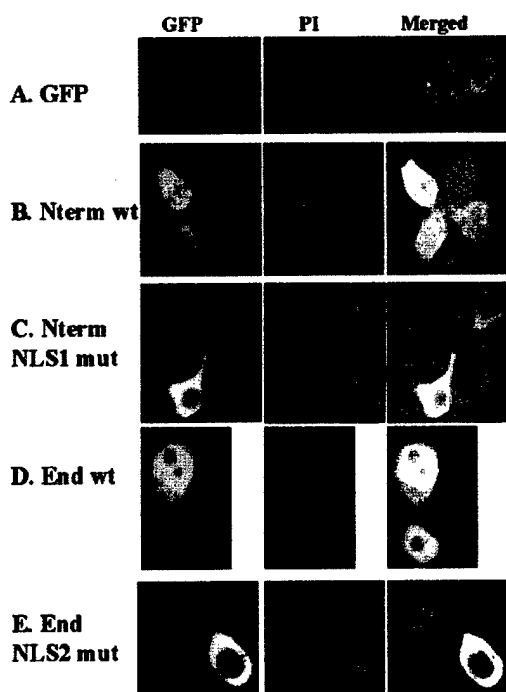 GFP PI Merged
A. GFP
B. Nterm wt
C. Nterm
NLS1 mut
D. End wt
E. End
NLS2 mut